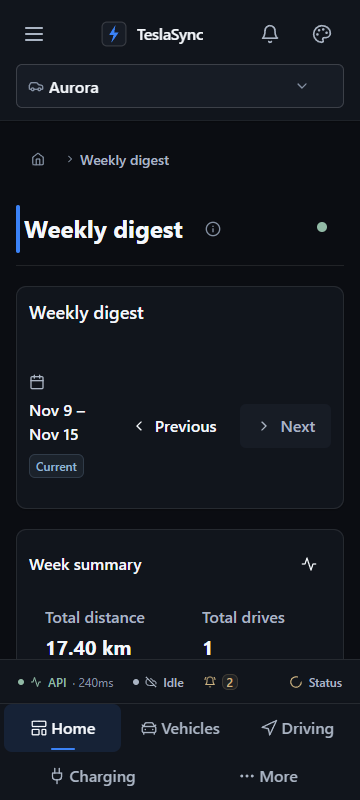 TeslaSync
Aurora
Weekly digest
Weekly digest
Weekly digest
Nov 9 –
Nov 15
Current
Previous
Next
Week summary
Total distance
Total drives
17.40 km
1
API · 240ms
Idle
2
Status
Home
Vehicles
Driving
Charging
More